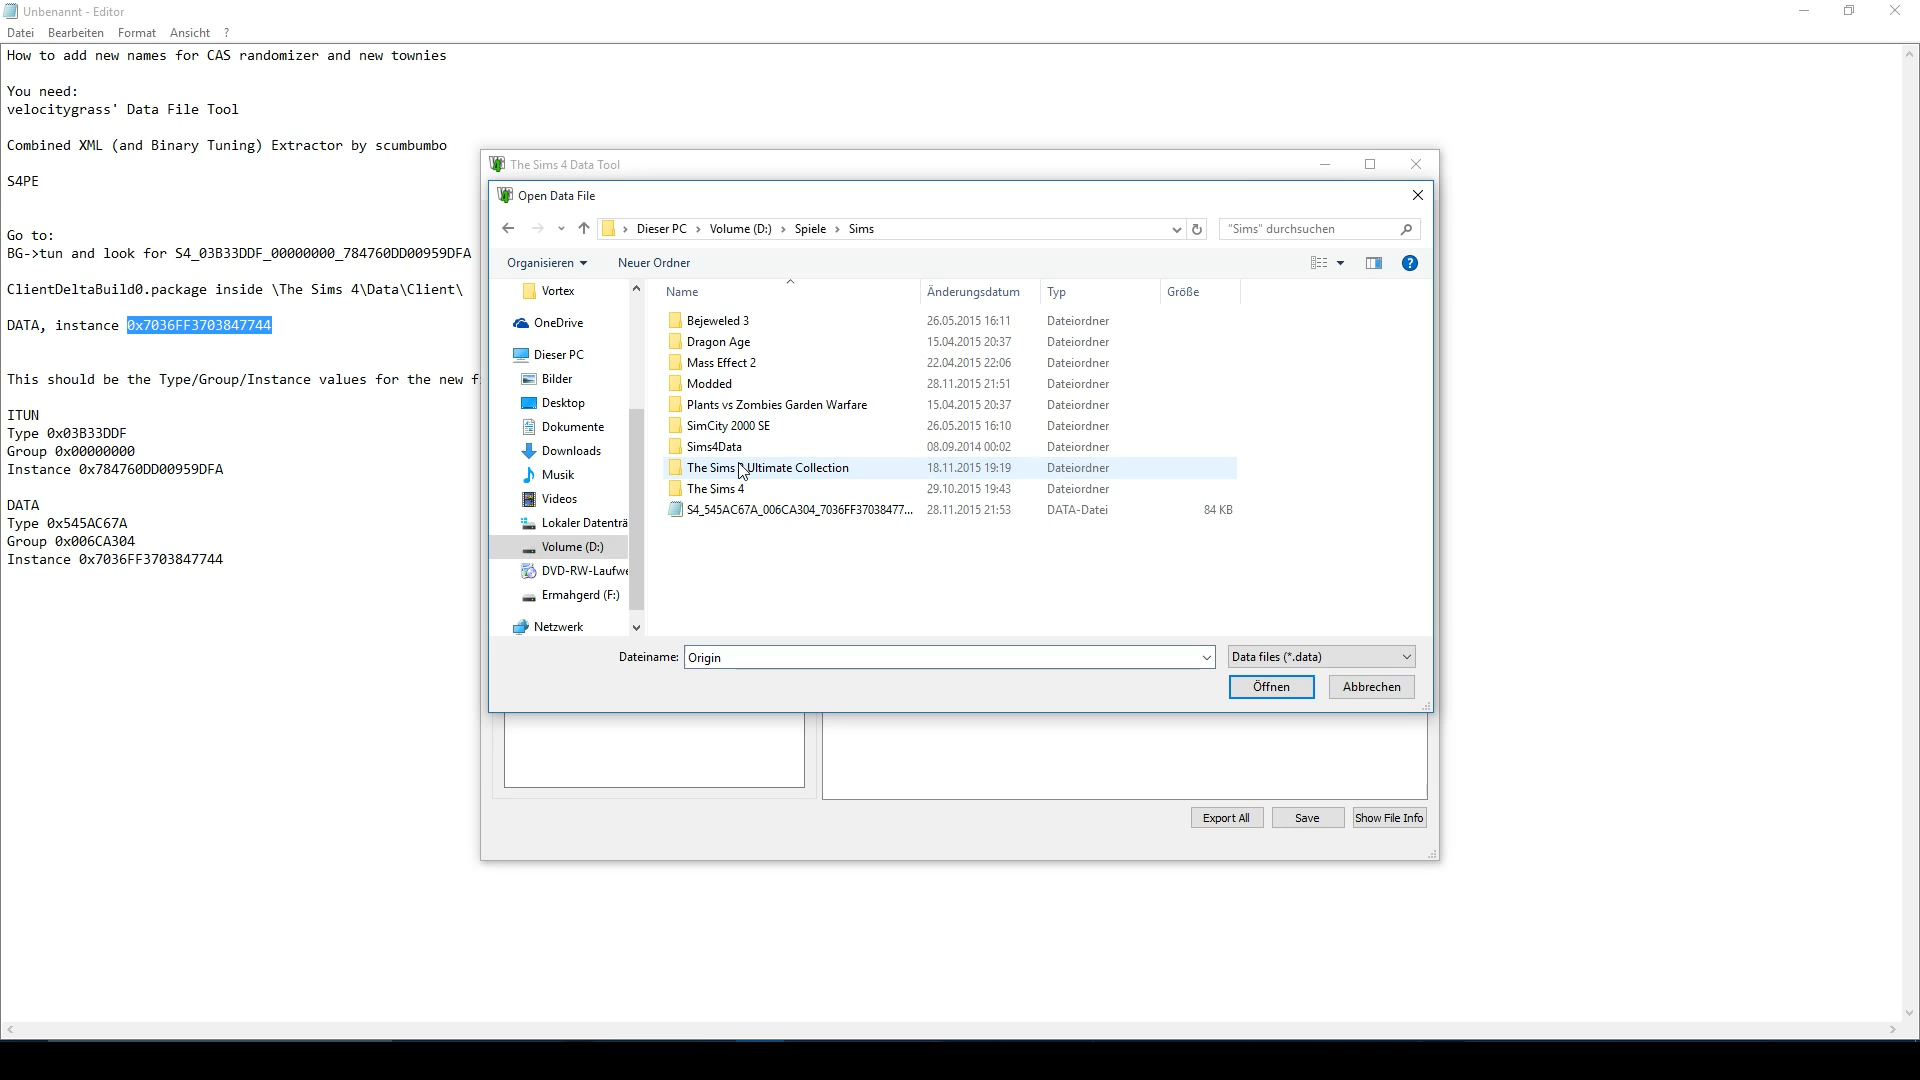 Unbenannt - Editor
Datei Bearbeiten Format Ansicht ?
How to add new names for CAS randomizer and new townies
You need:
velocitygrass' Data File Tool
Combined XML (and Binary Tuning) Extractor by scumbumbo
S4PE
Go to:
BG->tun and look for S4_03B33DDF_00000000_784760DD00959DFA
ClientDeltaBuild0.package inside \The Sims 4\Data\Client\
DATA, instance 0x7036FF3703847744
This should be the Type/Group/Instance values for the new
ITUN
Type 0x03B33DDF
Group 0x00000000
Instance 0x784760DD00959DFA
DATA
Type 0x545AC67A
Group 0x006CA304
Instance 0x7036FF3703847744
The Sims 4 Data Tool
Open Data File
Dieser PC Volume (D:) Spiele Sims
"Sims" durchsuchen
Organisieren Neuer Ordner
Vortex
OneDrive
Dieser PC
Bilder
Desktop
Dokumente
Downloads
Musik
Videos
Lokaler Datenträ
Volume (D:)
DVD-RW-Laufwe
Ermahgerd (F:)
Netzwerk
Name Änderungsdatum Typ Größe
Bejeweled 3 26.05.2015 16:11 Dateiordner
Dragon Age 15.04.2015 20:37 Dateiordner
Mass Effect 2 22.04.2015 22:06 Dateiordner
Modded 28.11.2015 21:51 Dateiordner
Plants vs Zombies Garden Warfare 15.04.2015 20:37 Dateiordner
SimCity 2000 SE 26.05.2015 16:10 Dateiordner
Sims4Data 08.09.2014 00:02 Dateiordner
The Sims Ultimate Collection 18.11.2015 19:19 Dateiordner
The Sims 4 29.10.2015 19:43 Dateiordner
S4_545AC67A_006CA304_7036FF37038477... 28.11.2015 21:53 DATA-Datei 84 KB
Dateiname: Origin Data files (*.data)
Öffnen Abbrechen
Export All Save Show File Info